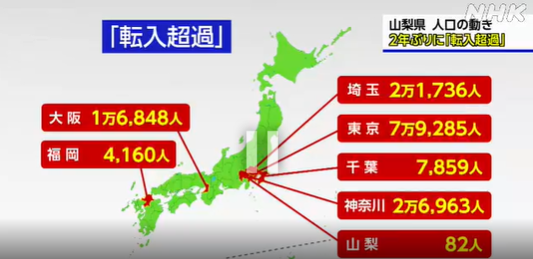 NHK
山梨県 人口の動き
2年ぶりに「転入超過」
「転入超過」
大阪 1万6,848人
福岡 4,160人
埼玉 2万1,736人
東京 7万9,285人
千葉 7,859人
神奈川 2万6,963人
山梨 82人